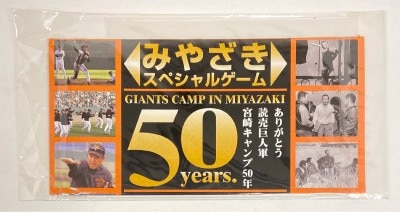 みやざき
スペシャルゲーム
GIANTS CAMP IN MIYAZAKI
50
years.
ありがとう
読売巨人軍
宮崎キャンプ50年